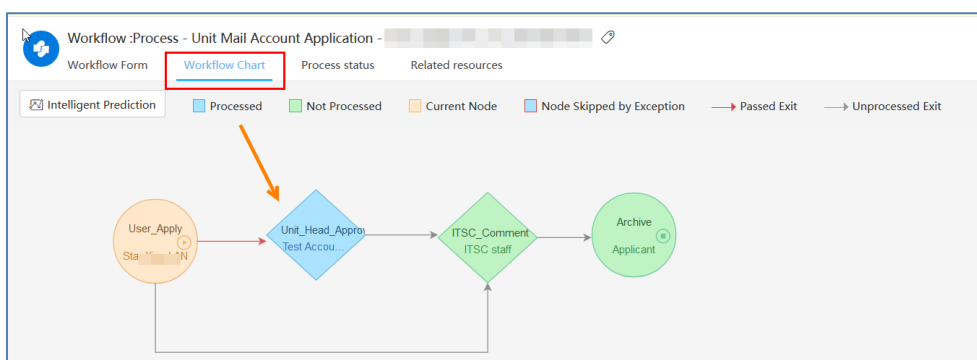 Workflow :Process - Unit Mail Account Application -
Workflow Form Workflow Chart Process status Related resources
Intelligent Prediction Processed Not Processed Current Node Node Skipped by Exception Passed Exit Unprocessed Exit
User_Apply
Unit_Head_Approv
Test Accou...
ITSC_Comment
ITSC staff
Archive
Applicant